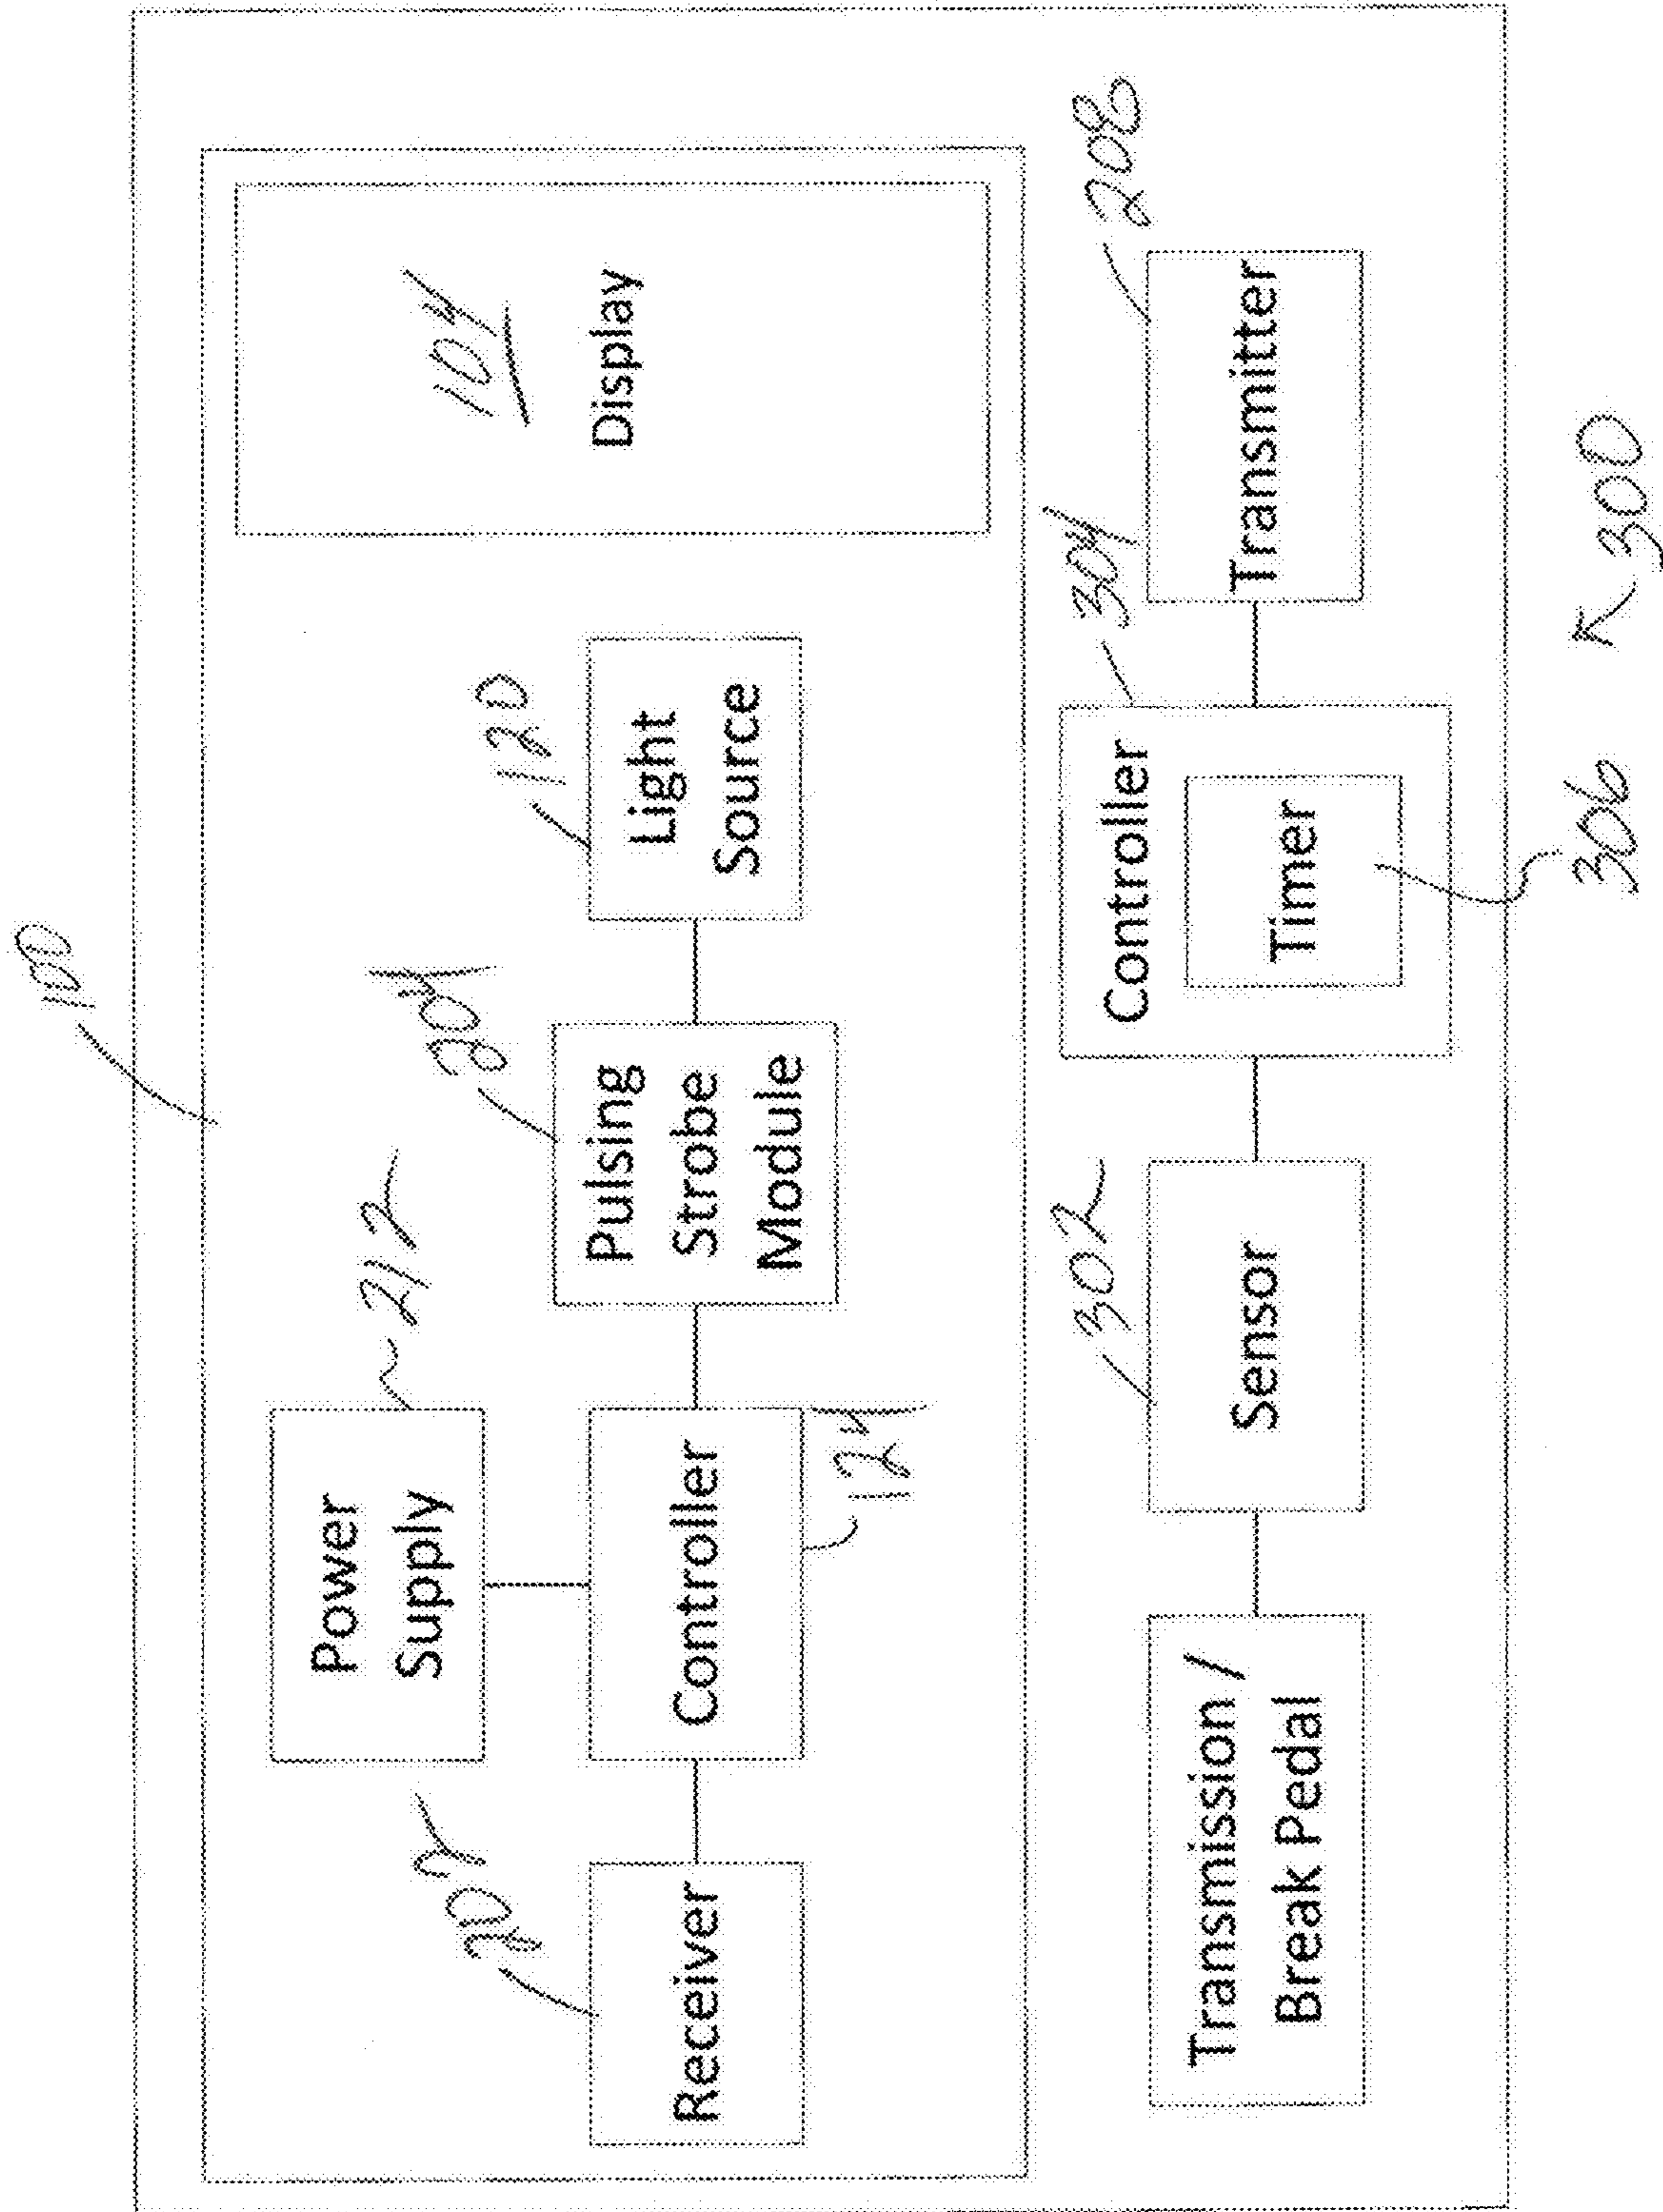 100
Power
Supply
212
104
Display
202
Receiver
Controller
124
204
Pulsing
Strobe
Module
120
Light
Source
Transmission /
Break Pedal
302
Sensor
304
Controller
Timer
306
208
Transmitter
300